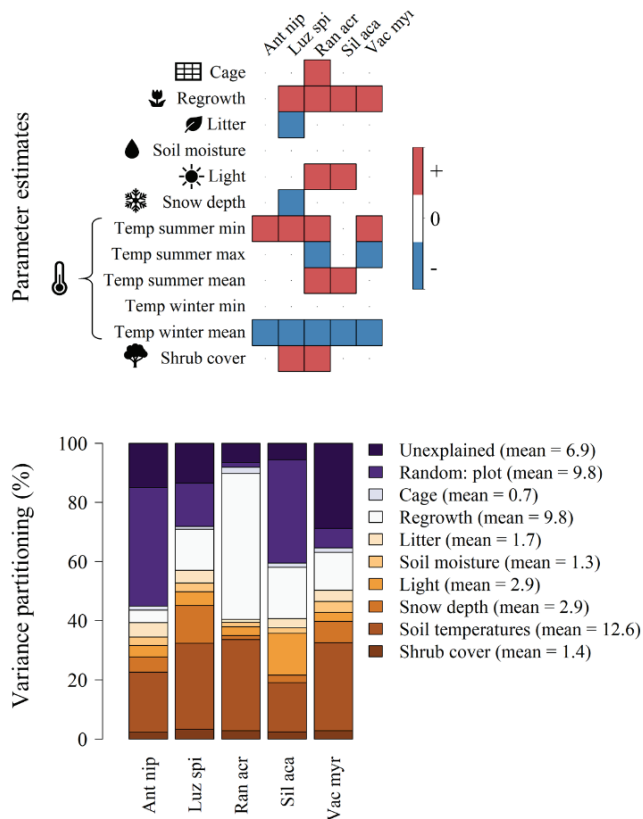 Ant nip
Luz spi
Ran acr
Sil aca
Vac myr
Parameter estimates
Cage
Regrowth
Litter
Soil moisture
Light
Snow depth
Temp summer min
Temp summer max
Temp summer mean
Temp winter min
Temp winter mean
Shrub cover
+
0
-
Variance partitioning (%)
100
80
60
40
20
0
Ant nip
Luz spi
Ran acr
Sil aca
Vac myr
Unexplained (mean = 6.9)
Random: plot (mean = 9.8)
Cage (mean = 0.7)
Regrowth (mean = 9.8)
Litter (mean = 1.7)
Soil moisture (mean = 1.3)
Light (mean = 2.9)
Snow depth (mean = 2.9)
Soil temperatures (mean = 12.6)
Shrub cover (mean = 1.4)